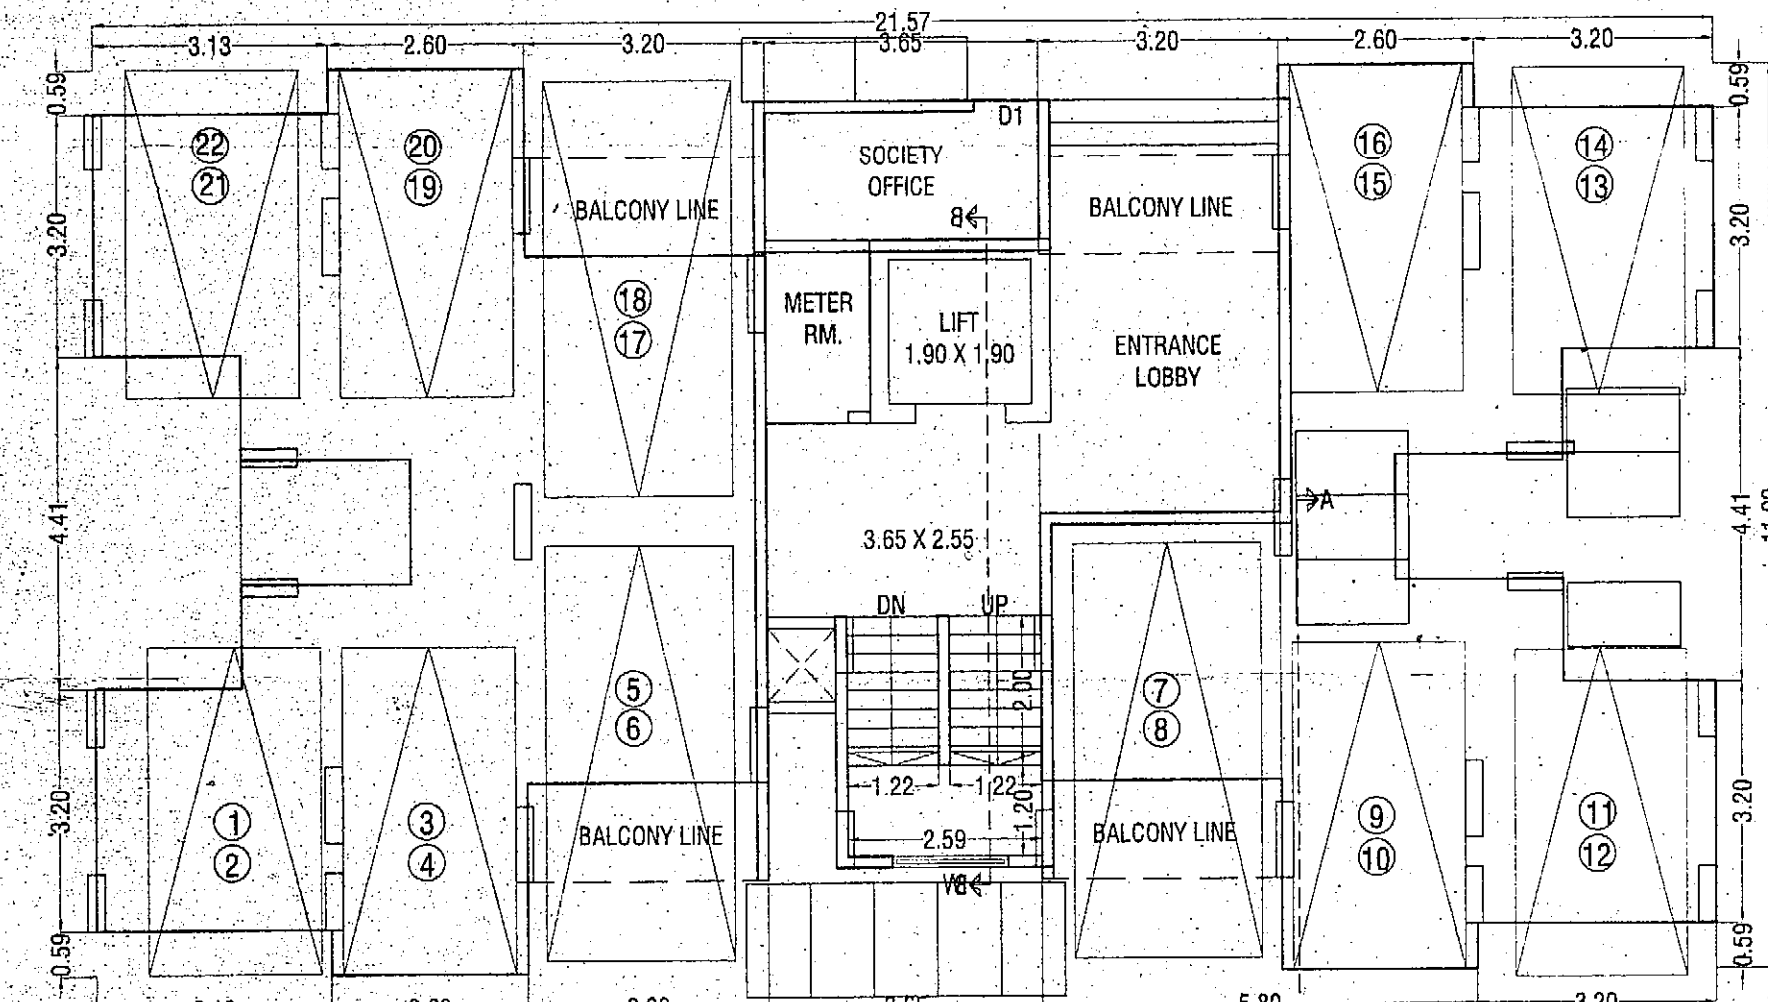 21.57
3.13 2.60 3.20 3.65 3.20 2.60 3.20
0.59 0.59
D1
22 20 16 14
21 19 15 13
SOCIETY
OFFICE
BALCONY LINE BALCONY LINE
B
3.20 3.20
18
17
METER
RM.
LIFT
1.90 X 1.90
ENTRANCE
LOBBY
4.41 4.41
A
3.65 X 2.55
DN UP
5 7
6 8
2.00
1.22 1.22
1.20
3.20 3.20
1 3 9 11
2 4 10 12
BALCONY LINE 2.59 BALCONY LINE
B
0.59 0.59
5.80 3.20